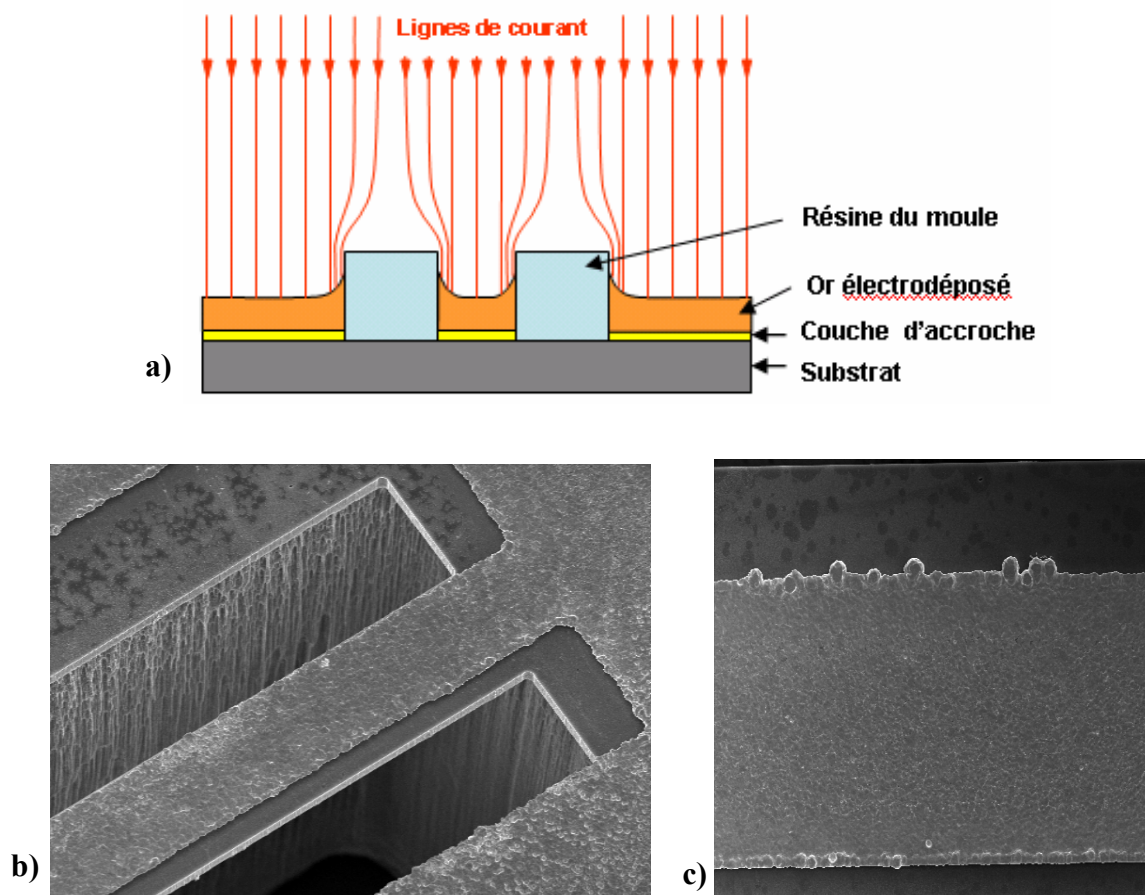 Lignes de courant
Résine du moule
Or électrodéposé
Couche d'accroche
Substrat
a)
b)
c)